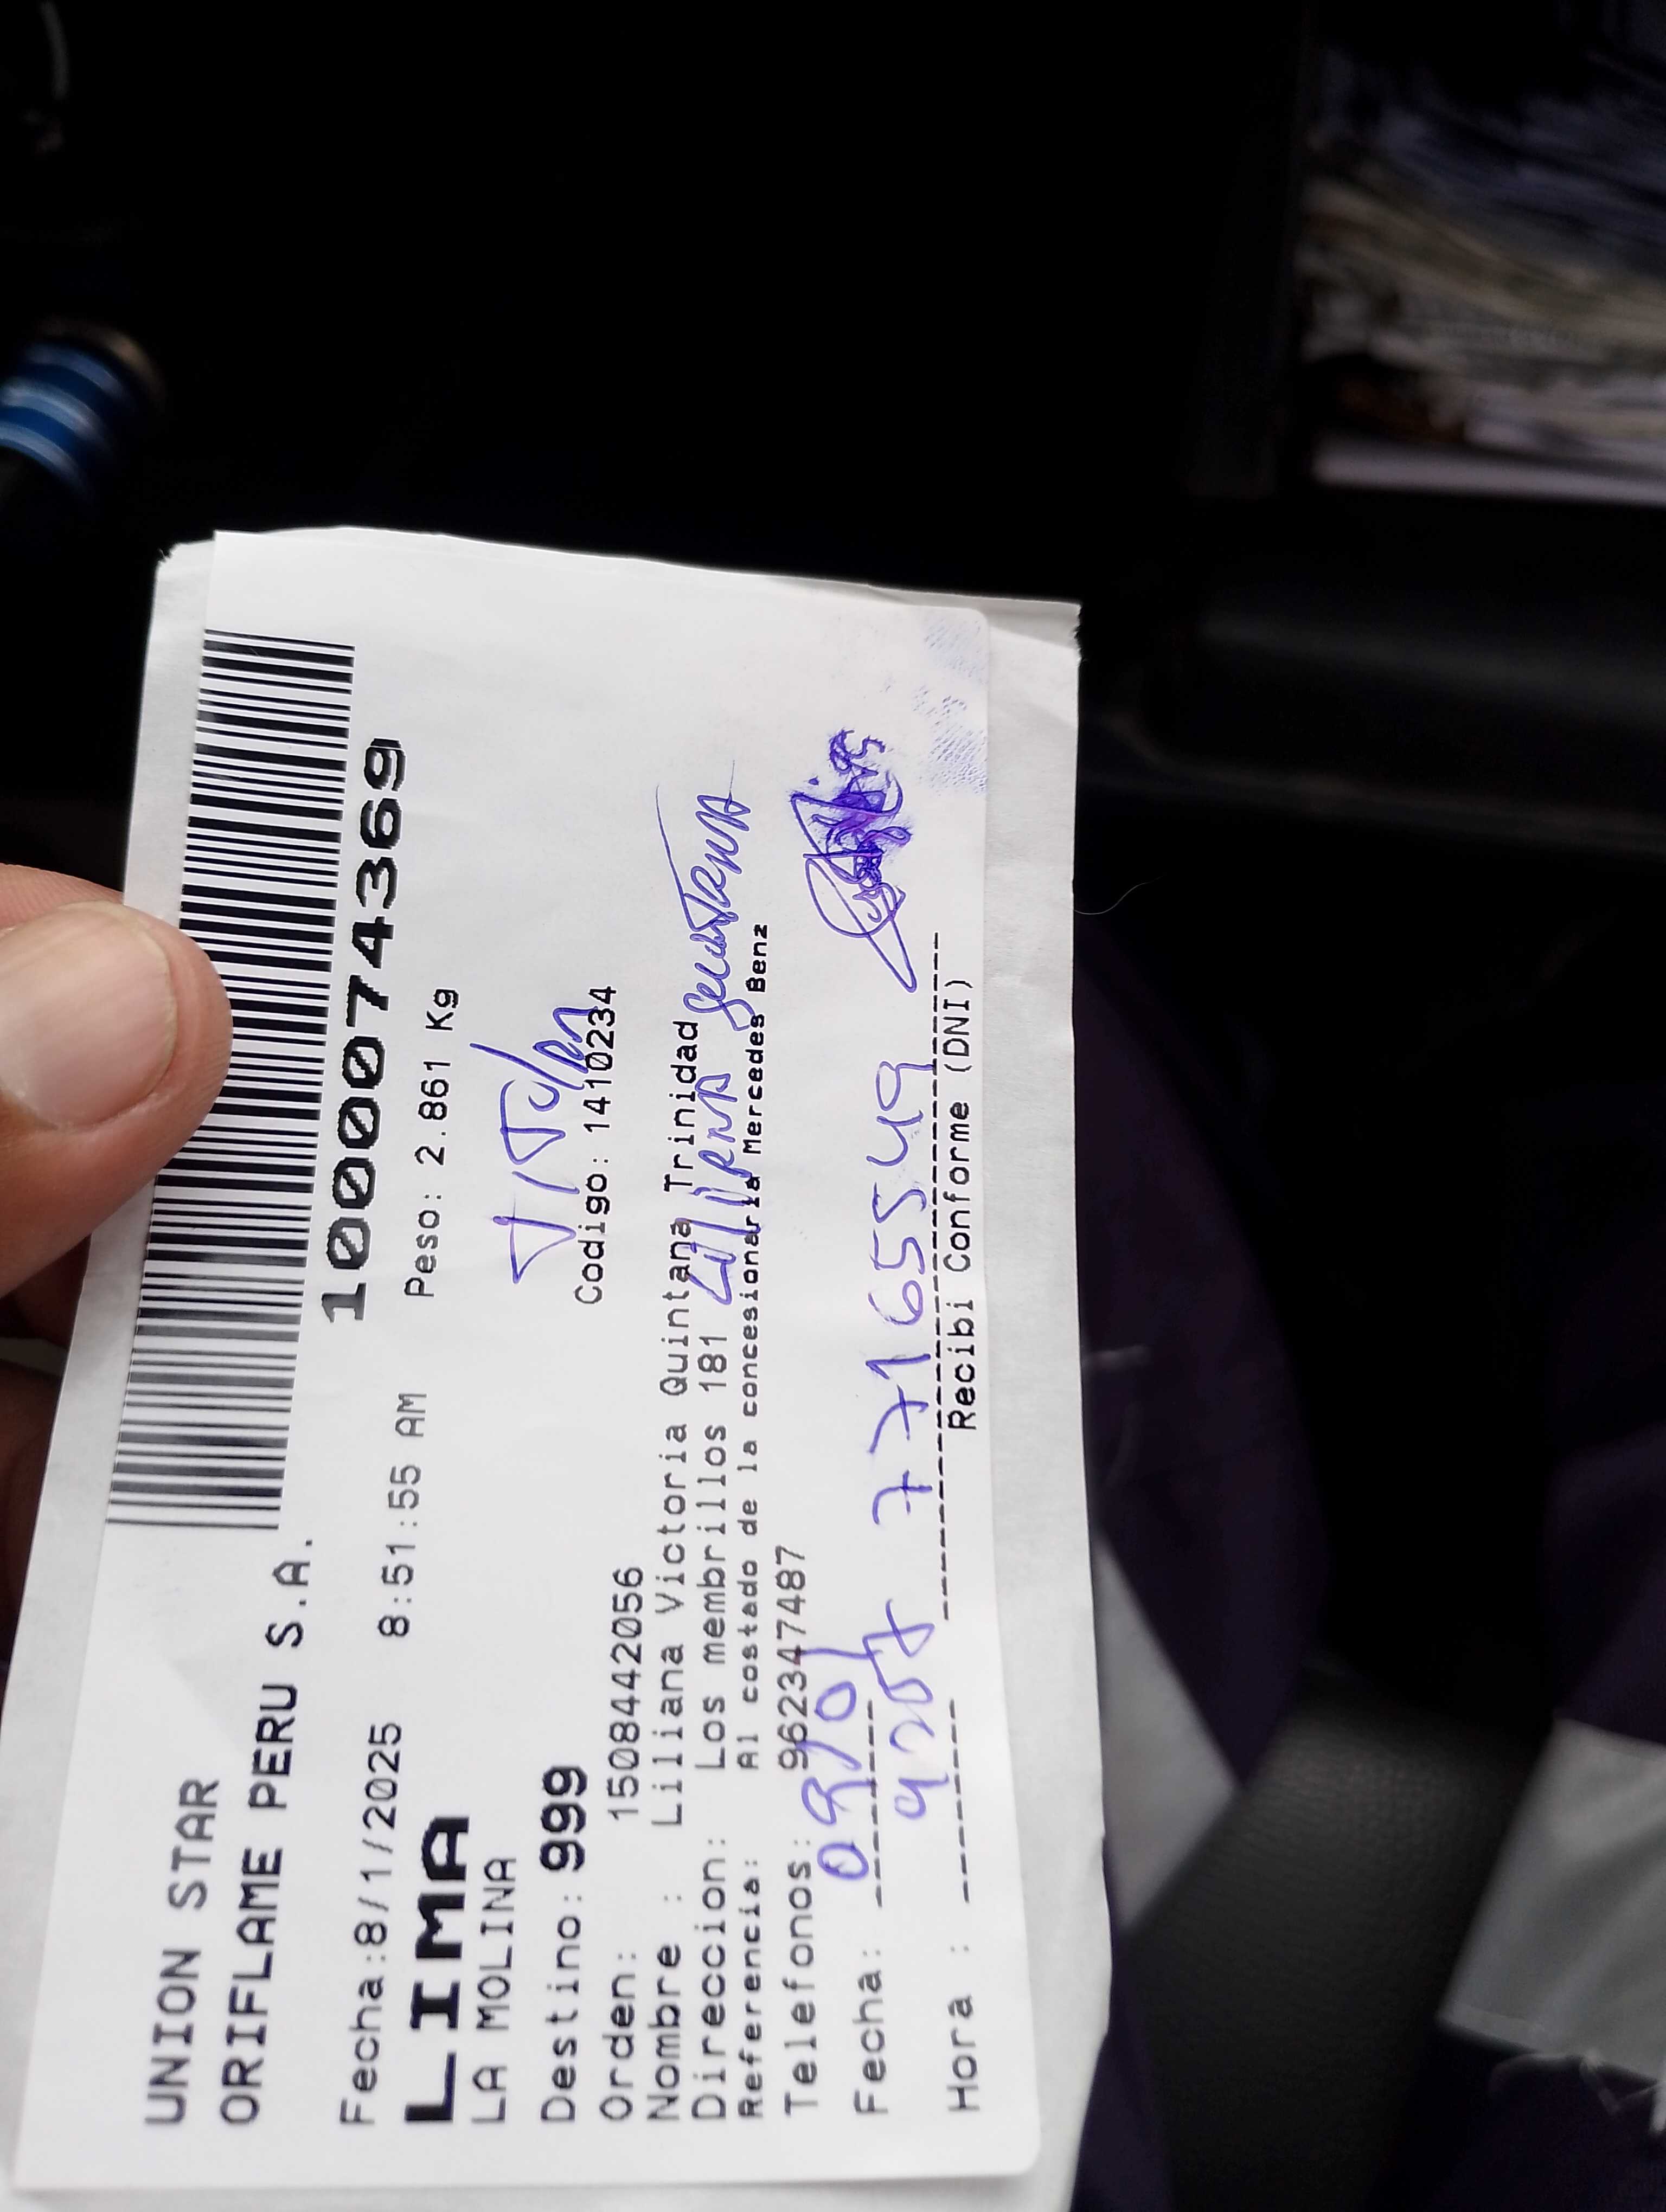 UNION STAR
ORIFLAME PERU S.A.
1000074369
Fecha:8/1/2025 8:51:55 AM Peso: 2.861 Kg
LIMA
LA MOLINA
Destino: 999
Codigo: 1410234
Orden: 1508442056
Nombre : Liliana Victoria Quintana Trinidad
Direccion: Los membrillos 181
Referencia: Al costado de la concesionaria Mercedes Benz
Telefonos: 962347487
Fecha: 09/01
77165549
Hora :
Recibi Conforme (DNI)